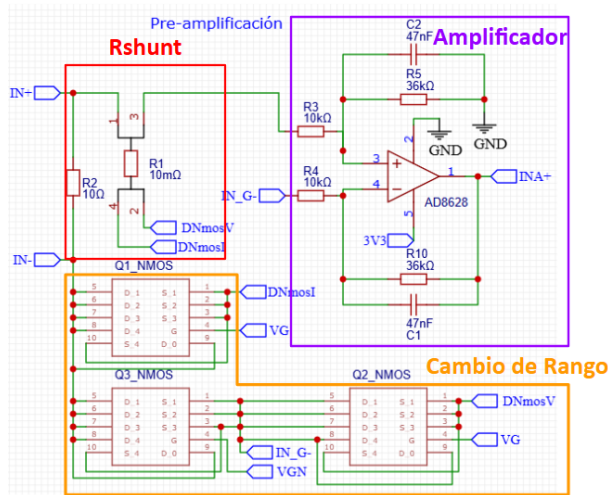 Pre-amplificación
Rshunt
Amplificador
C2
47nF
R5
36kΩ
IN+
1
3
R3
10kΩ
2
GND
GND
R1
10mΩ
R2
10Ω
3
+
1
INA+
R4
10kΩ
4
-
AD8628
IN_G-
4
2
DNmosV
DNmosI
5
3V3
IN-
R10
36kΩ
47nF
C1
Q1_NMOS
5 D_1 S_1 1 DNmosI
6 D_2 S_2 2
7 D_3 S_3 3
8 D_4 G 4 VG
10 S_4 D_0 9
Cambio de Rango
Q3_NMOS
5 D_1 S_1 1
6 D_2 S_2 2
7 D_3 S_3 3
8 D_4 G 4
10 S_4 D_0 9
Q2_NMOS
5 D_1 S_1 1 DNmosV
6 D_2 S_2 2
7 D_3 S_3 3
8 D_4 G 4 VG
10 S_4 D_0 9
IN_G-
VGN